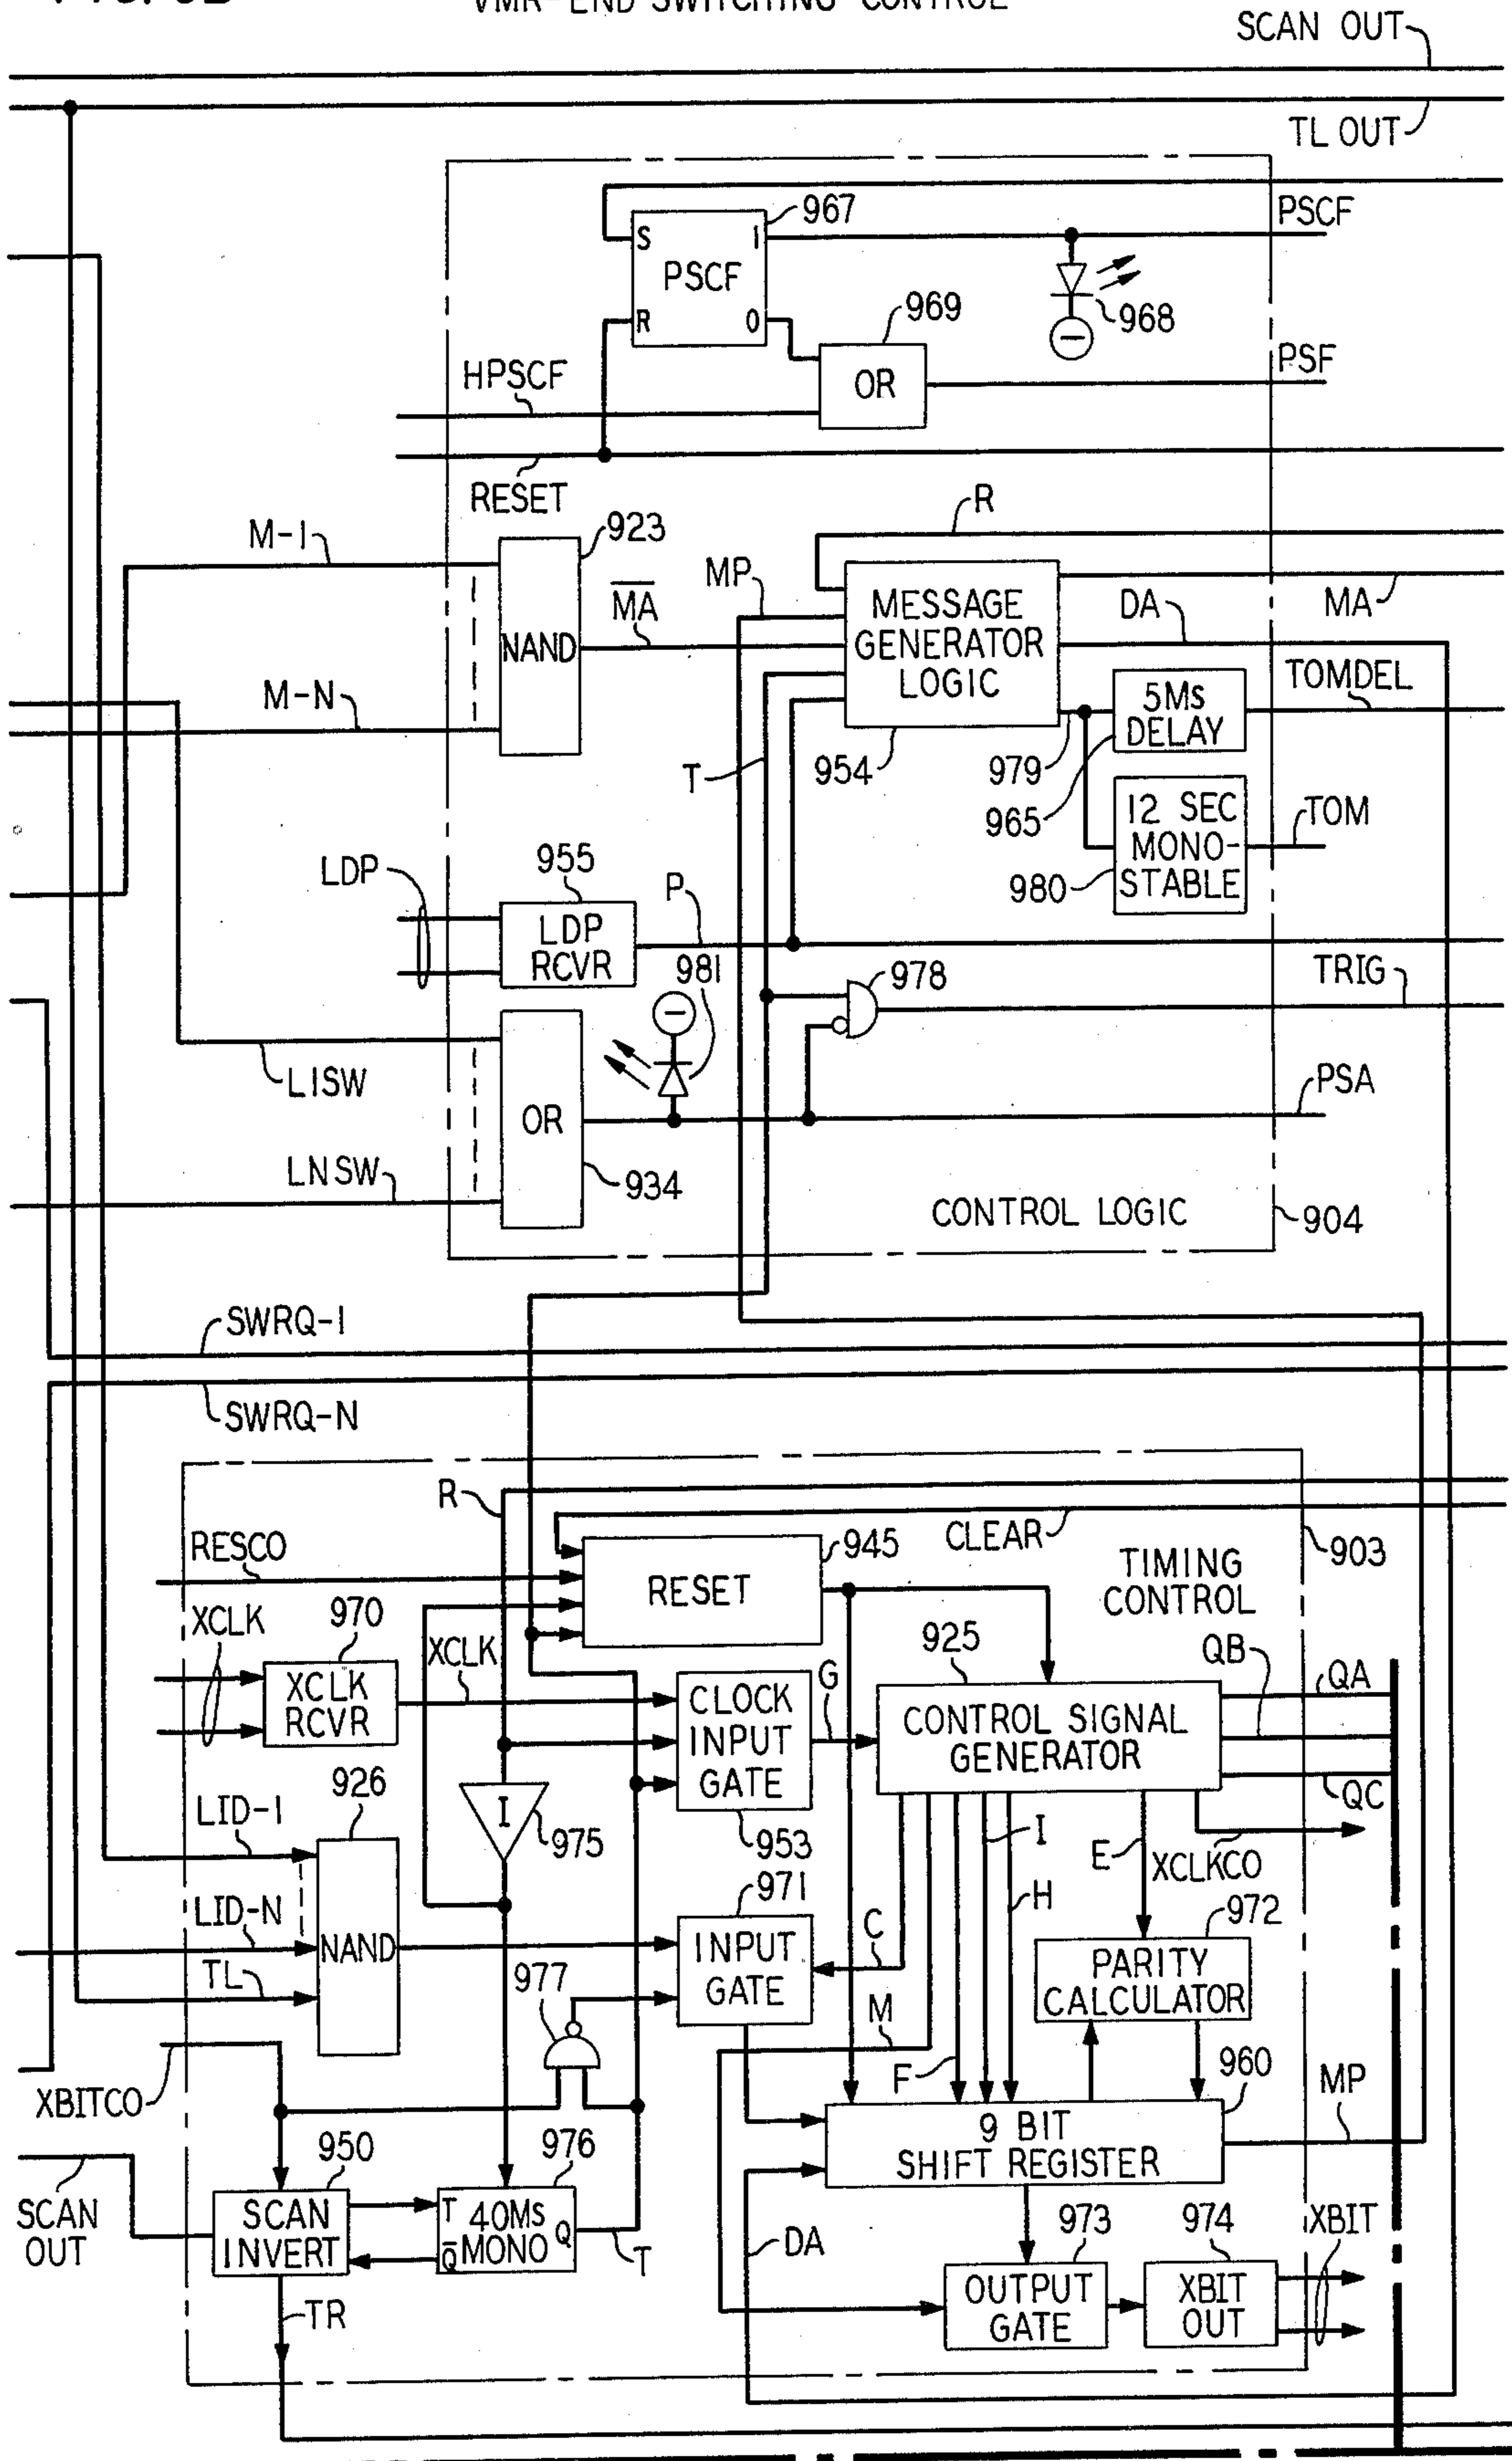 VMR-END SWITCHING CONTROL
SCAN OUT
TL OUT
967
PSCF
S
1
PSCF
R
0
968
969
OR
HPSCF
PSF
RESET
923
M-1
NAND
MA
M-N
R
MP
MESSAGE
GENERATOR
LOGIC
DA
MA
T
954
979
5Ms
DELAY
TOMDEL
965
12 SEC
MONO-
STABLE
TOM
980
LDP
955
LDP
RCVR
P
981
978
TRIG
L1SW
OR
PSA
LNSW
934
CONTROL LOGIC
904
SWRQ-1
SWRQ-N
R
CLEAR
RESCO
RESET
945
TIMING
CONTROL
903
XCLK
970
XCLK
RCVR
XCLK
925
CLOCK
INPUT
GATE
G
CONTROL SIGNAL
GENERATOR
QB
QA
QC
953
926
LID-1
I
975
I
H
E
XCLKCO
LID-N
NAND
971
INPUT
GATE
C
972
PARITY
CALCULATOR
TL
977
M
F
960
MP
XBITCO
9 BIT
SHIFT REGISTER
950
976
SCAN
OUT
SCAN
INVERT
T
40Ms
Q
Q
MONO
T
DA
973
974
XBIT
OUTPUT
GATE
XBIT
OUT
TR